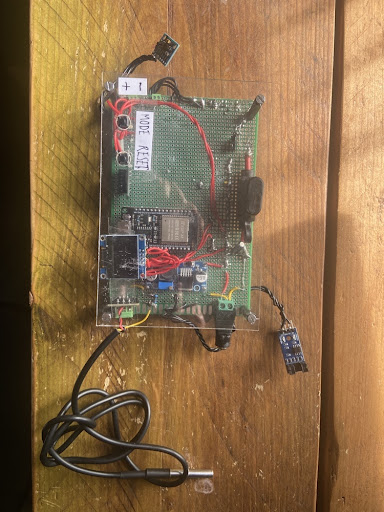 - +
MODE RESET